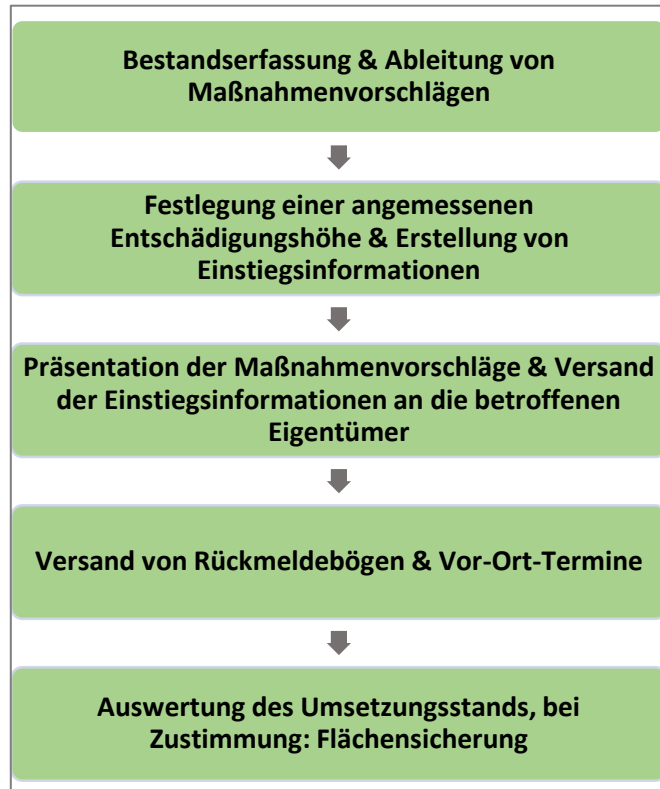 Bestandserfassung & Ableitung von
Maßnahmenvorschlägen
Festlegung einer angemessenen
Entschädigungshöhe & Erstellung von
Einstiegsinformationen
Präsentation der Maßnahmenvorschläge & Versand
der Einstiegsinformationen an die betroffenen
Eigentümer
Versand von Rückmeldebögen & Vor-Ort-Termine
Auswertung des Umsetzungsstands, bei
Zustimmung: Flächensicherung